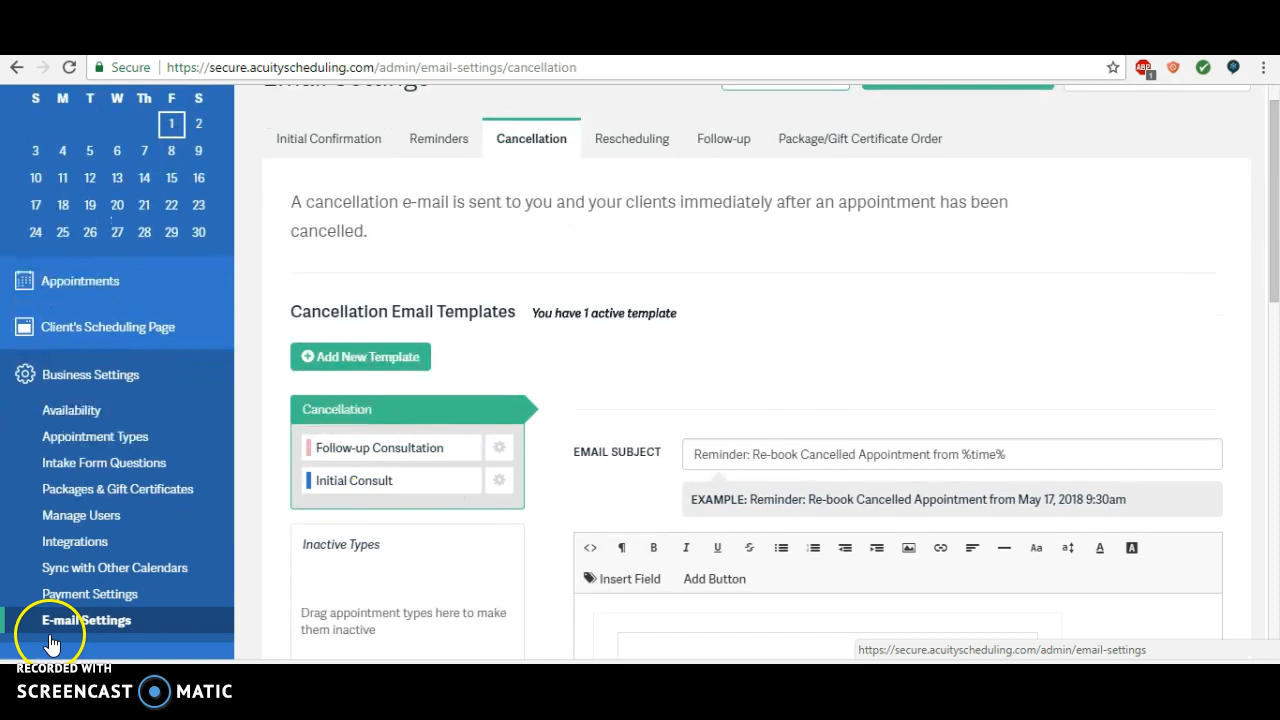 Secure
https://secure.acuityscheduling.com/admin/email-settings/cancellation
ABP
1
S M T W Th F S
1 2
3 4 5 6 7 8 9
10 11 12 13 14 15 16
17 18 19 20 21 22 23
24 25 26 27 28 29 30
Appointments
Client's Scheduling Page
Business Settings
Availability
Appointment Types
Intake Form Questions
Packages & Gift Certificates
Manage Users
Integrations
Sync with Other Calendars
Payment Settings
E-mail Settings
Email Settings
Initial Confirmation
Reminders
Cancellation
Rescheduling
Follow-up
Package/Gift Certificate Order
A cancellation e-mail is sent to you and your clients immediately after an appointment has been
cancelled.
Cancellation Email Templates
You have 1 active template
Add New Template
Cancellation
Follow-up Consultation
Initial Consult
Inactive Types
Drag appointment types here to make
them inactive
EMAIL SUBJECT
Reminder: Re-book Cancelled Appointment from %time%
EXAMPLE: Reminder: Re-book Cancelled Appointment from May 17, 2018 9:30am
<> ¶ B I U S Aa A A
Insert Field
Add Button
https://secure.acuityscheduling.com/admin/email-settings
RECORDED WITH
SCREENCAST MATIC